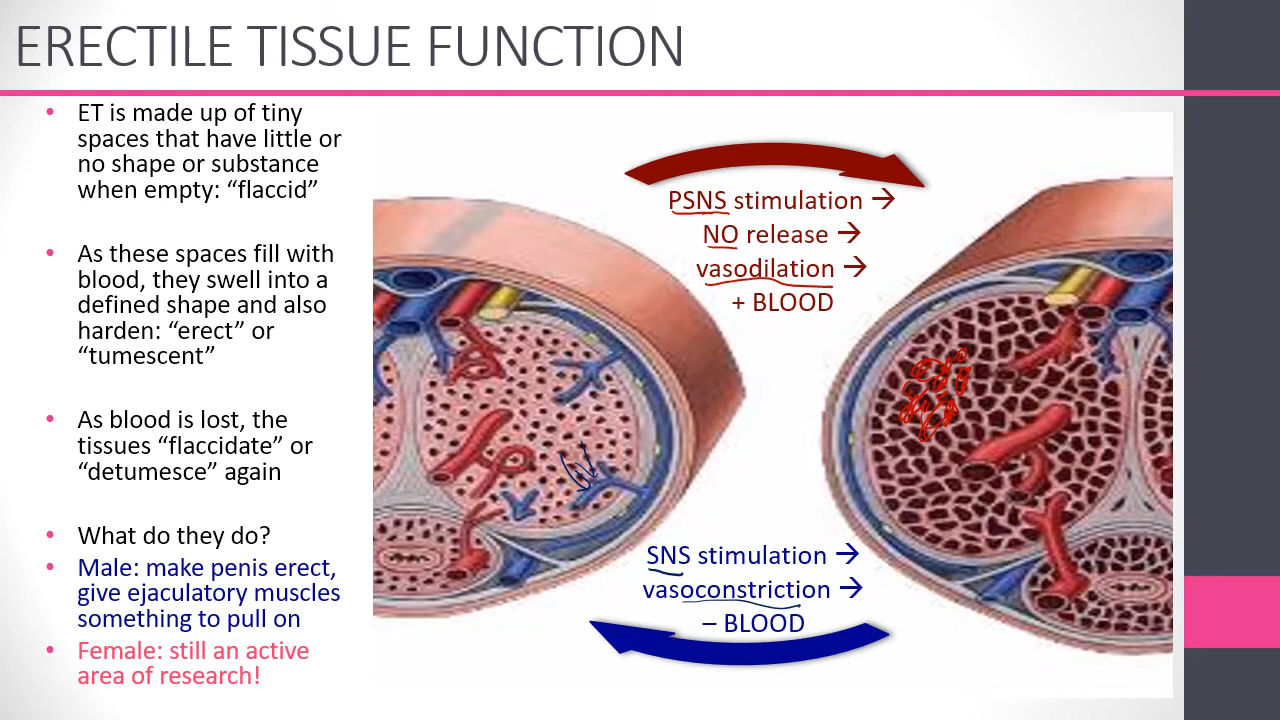 ERECTILE TISSUE FUNCTION
• ET is made up of tiny
spaces that have little or
no shape or substance
when empty: “flaccid”
• As these spaces fill with
blood, they swell into a
defined shape and also
harden: “erect” or
“tumescent”
• As blood is lost, the
tissues “flaccidate” or
“detumesce” again
• What do they do?
• Male: make penis erect,
give ejaculatory muscles
something to pull on
• Female: still an active
area of research!
PSNS stimulation →
NO release →
vasodilation →
+ BLOOD
SNS stimulation →
vasoconstriction →
– BLOOD